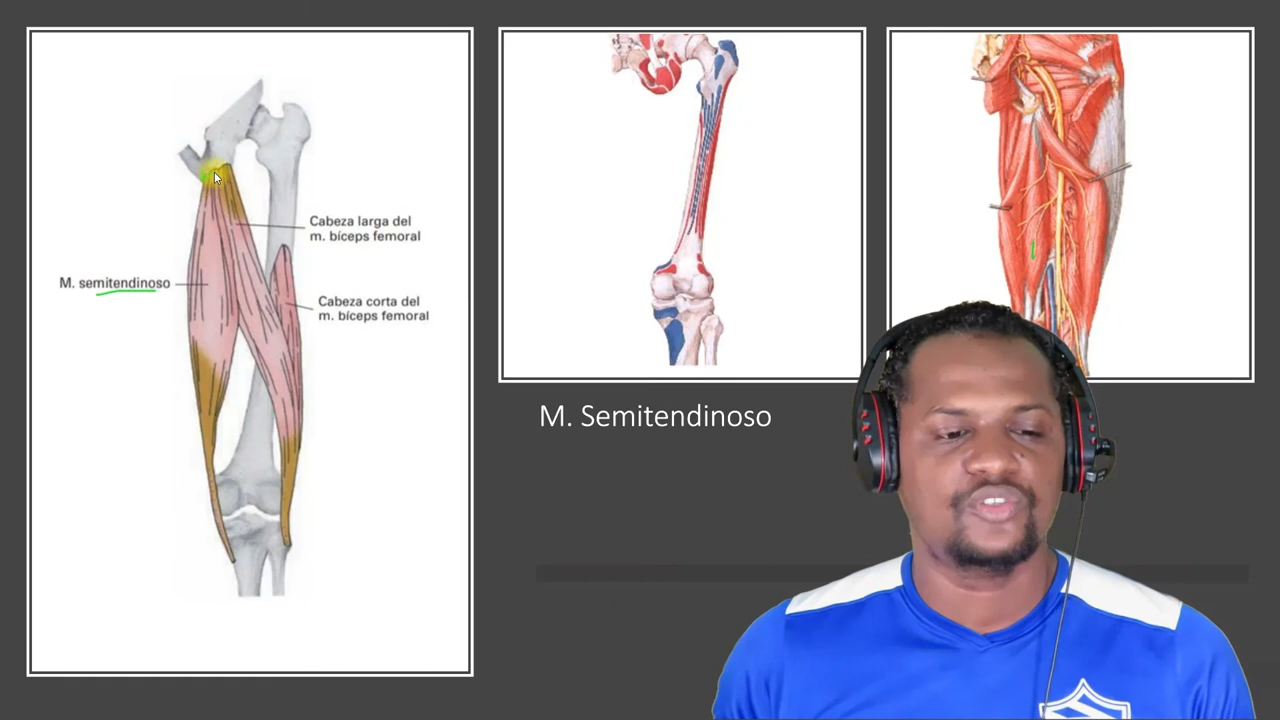 Cabeza larga del
m. bíceps femoral
M. semitendinoso
Cabeza corta del
m. bíceps femoral
M. Semitendinoso